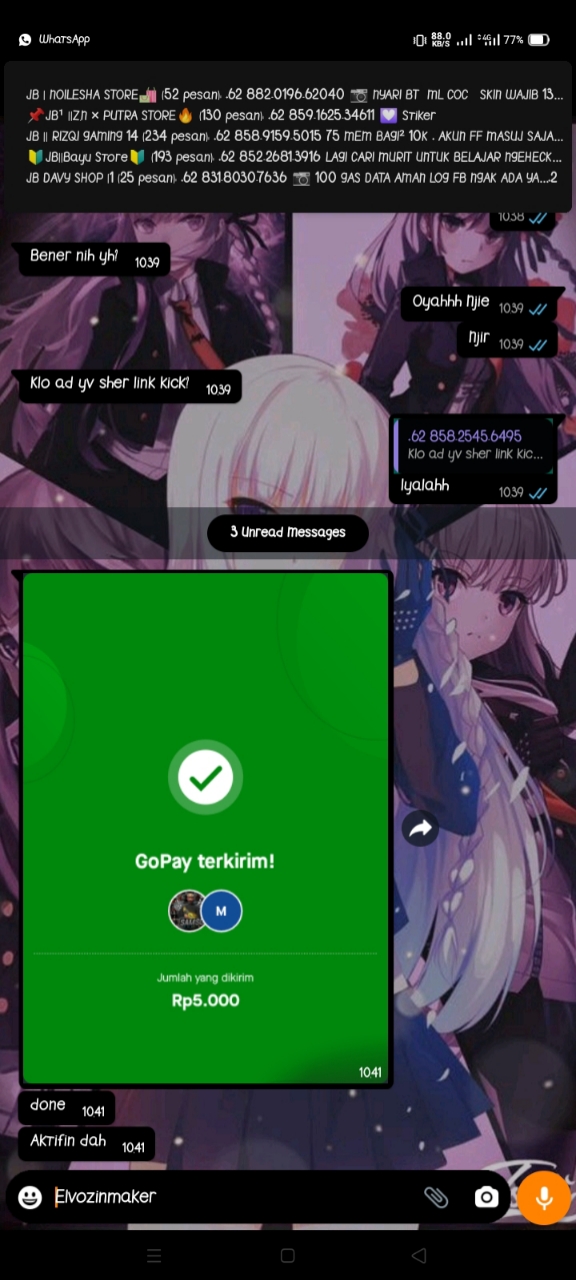 WhatsApp
88.0 KB/S 4G 77%
JB | NOILESHA STORE🛍️ (52 pesan): +62 882-0196-62040 📷 NYARI BT ML COC SKIN WAJIB 13...
📌JB¹ ||ZN × PUTRA STORE🔥 (130 pesan): +62 859-1625-34611 💟 Stiker
JB || RIZQI GAMING 14 (234 pesan): +62 858-9159-5015 75 MEM BAGI² 10K . AKUN FF MASUJ SAJA...
🔰JB||Bayu Store🔰 (193 pesan): +62 852-2681-3916 LAGI CARI MURIT UNTUK BELAJAR NGEHECK...
JB DAVY SHOP (1 (25 pesan): +62 831-8030-7636 📷 100 GAS DATA AMAN LOG FB NGAK ADA YA...2
1038
Bener nih yh? 1039
Oyahhh Njie 1039
Njir 1039
Klo ad yv sher link kick! 1039
+62 858-2545-6495
Klo ad yv sher link kic...
Iyalahh 1039
3 Unread Messages
GoPay terkirim!
M
Jumlah yang dikirim
Rp5.000
1041
done 1041
Aktifin dah 1041
Elvozinmaker